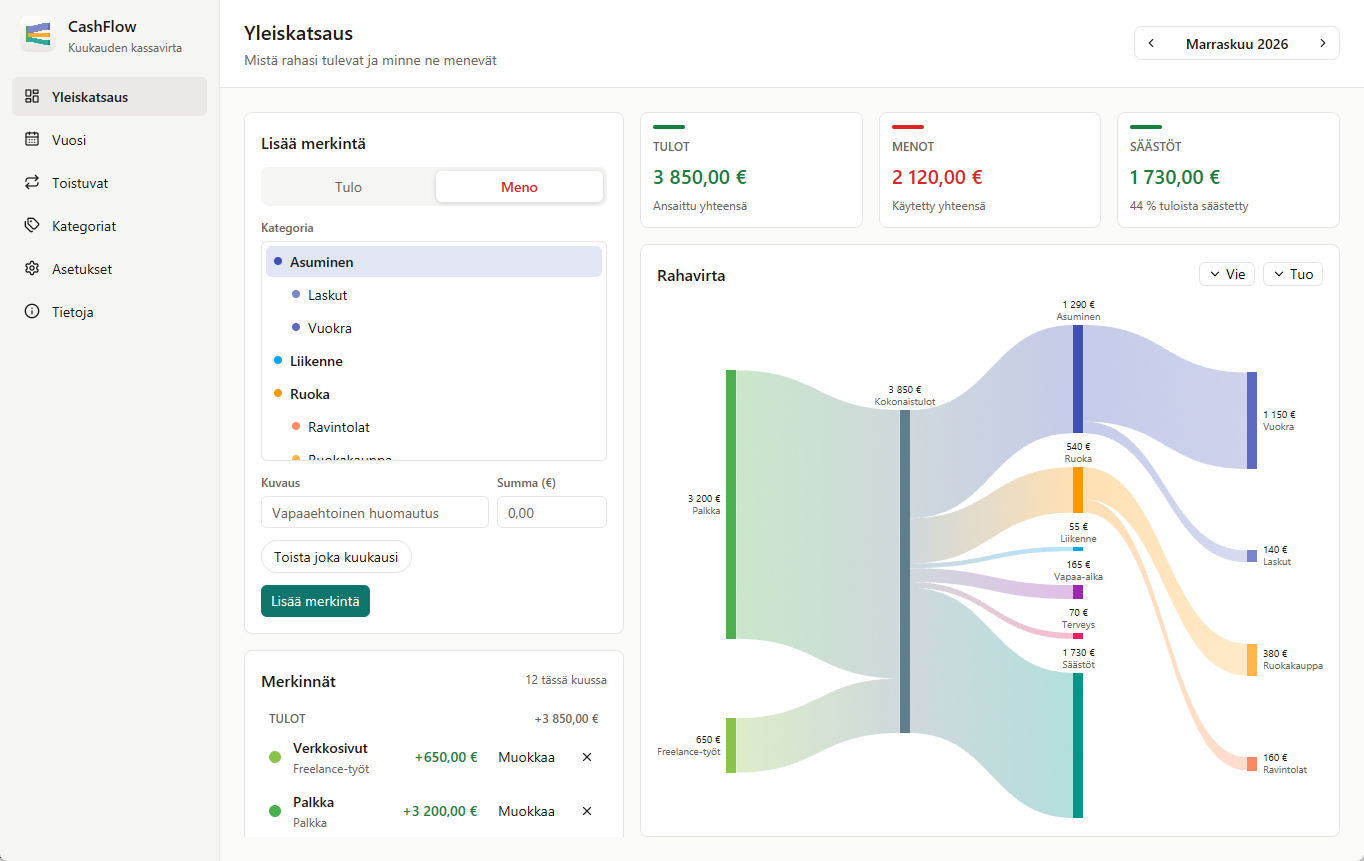 CashFlow
Kuukauden kassavirta
Yleiskatsaus
Vuosi
Toistuvat
Kategoriat
Asetukset
Tietoja
Yleiskatsaus
Mistä rahasi tulevat ja minne ne menevät
Marraskuu 2026
Lisää merkintä
Tulo
Meno
Kategoria
Asuminen
Laskut
Vuokra
Liikenne
Ruoka
Ravintolat
Ruokakauppa
Kuvaus
Summa (€)
Vapaaehtoinen huomautus
0,00
Toista joka kuukausi
Lisää merkintä
Merkinnät
12 tässä kuussa
TULOT
+3 850,00 €
Verkkosivut
Freelance-työt
+650,00 €
Muokkaa
Palkka
Palkka
+3 200,00 €
Muokkaa
TULOT
3 850,00 €
Ansaittu yhteensä
MENOT
2 120,00 €
Käytetty yhteensä
SÄÄSTÖT
1 730,00 €
44 % tuloista säästetty
Rahavirta
Vie
Tuo
3 200 €
Palkka
650 €
Freelance-työt
3 850 €
Kokonaistulot
1 290 €
Asuminen
540 €
Ruoka
55 €
Liikenne
165 €
Vapaa-aika
70 €
Terveys
1 730 €
Säästöt
1 150 €
Vuokra
140 €
Laskut
380 €
Ruokakauppa
160 €
Ravintolat